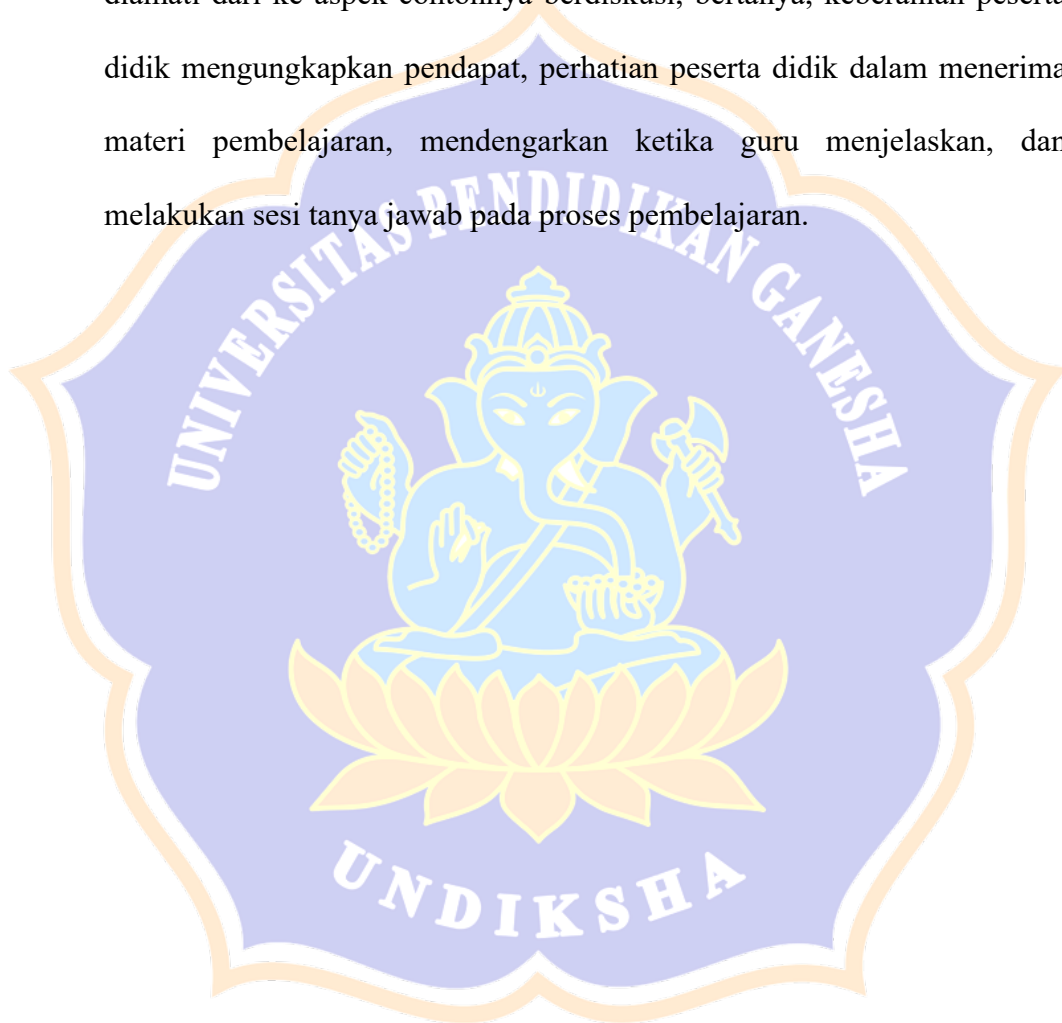 diamati dari ke aspek contohnya berdiskusi, bertanya, keberanian peserta
didik mengungkapkan pendapat, perhatian peserta didik dalam menerima
materi pembelajaran, mendengarkan ketika guru menjelaskan, dan
melakukan sesi tanya jawab pada proses pembelajaran.
UNIVERSITAS PENDIDIKAN GANESHA
UNDIKSHA